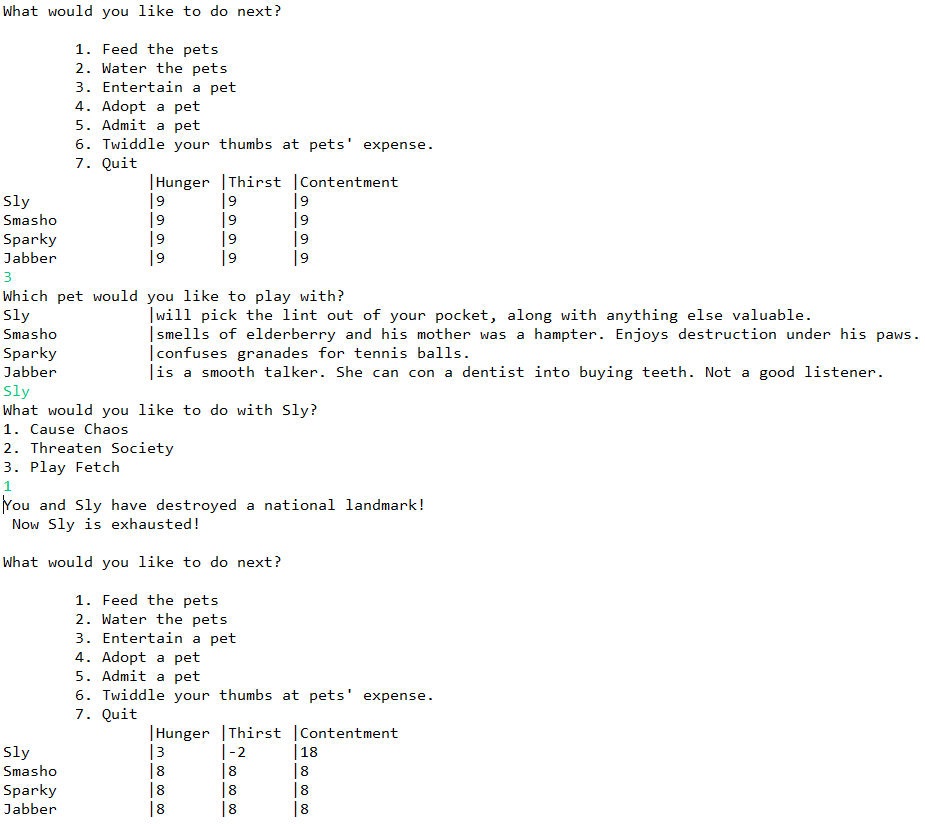 What would you like to do next?
1. Feed the pets
2. Water the pets
3. Entertain a pet
4. Adopt a pet
5. Admit a pet
6. Twiddle your thumbs at pets' expense.
7. Quit
|Hunger |Thirst |Contentment
Sly |9 |9 |9
Smasho |9 |9 |9
Sparky |9 |9 |9
Jabber |9 |9 |9
3
Which pet would you like to play with?
Sly |will pick the lint out of your pocket, along with anything else valuable.
Smasho |smells of elderberry and his mother was a hampter. Enjoys destruction under his paws.
Sparky |confuses granades for tennis balls.
Jabber |is a smooth talker. She can con a dentist into buying teeth. Not a good listener.
Sly
What would you like to do with Sly?
1. Cause Chaos
2. Threaten Society
3. Play Fetch
1
You and Sly have destroyed a national landmark!
Now Sly is exhausted!
What would you like to do next?
1. Feed the pets
2. Water the pets
3. Entertain a pet
4. Adopt a pet
5. Admit a pet
6. Twiddle your thumbs at pets' expense.
7. Quit
|Hunger |Thirst |Contentment
Sly |3 |-2 |18
Smasho |8 |8 |8
Sparky |8 |8 |8
Jabber |8 |8 |8